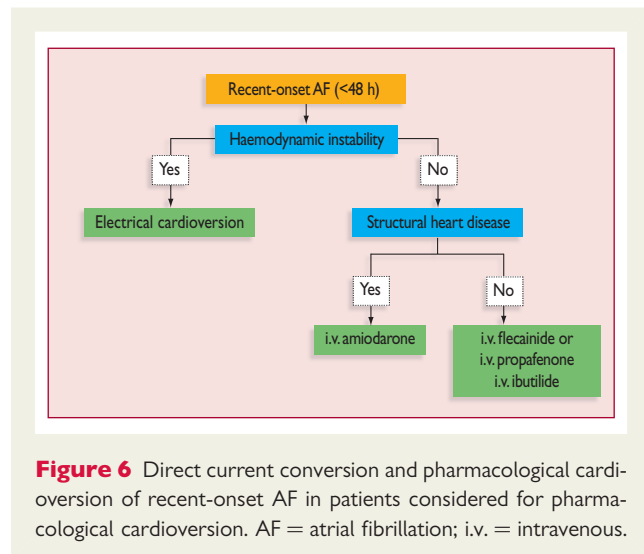 Recent-onset AF (<48 h)
Haemodynamic instability
Yes
No
Electrical cardioversion
Structural heart disease
Yes
No
i.v. amiodarone
i.v. flecainide or
i.v. propafenone
i.v. ibutilide
Figure 6 Direct current conversion and pharmacological cardi-
oversion of recent-onset AF in patients considered for pharma-
cological cardioversion. AF = atrial fibrillation; i.v. = intravenous.